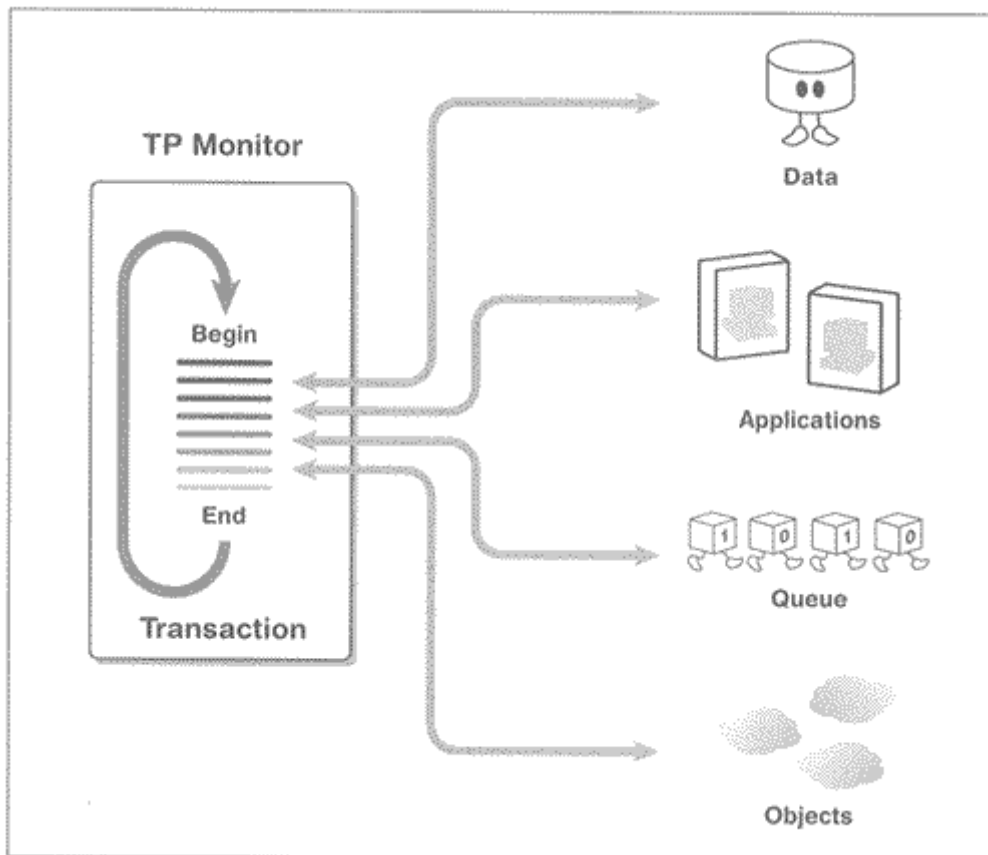 TP Monitor
Begin
End
Transaction
Data
Applications
1 0 1 0
Queue
Objects